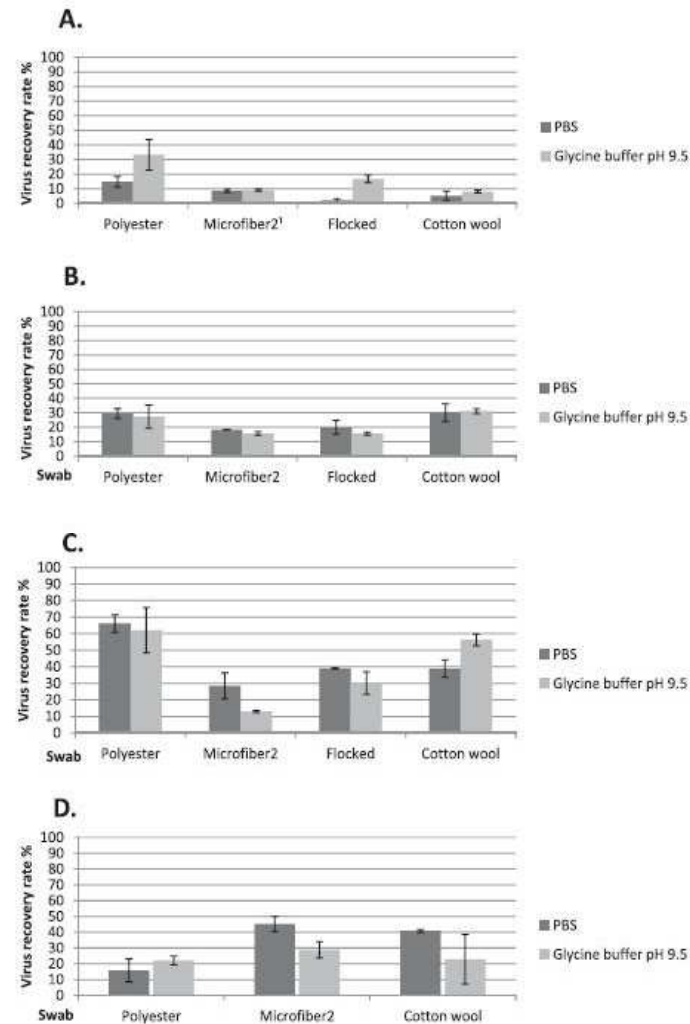 A.
Virus recovery rate %
100
90
80
70
60
50
40
30
20
10
0
Polyester Microfiber2¹ Flocked Cotton wool
PBS
Glycine buffer pH 9.5
B.
Virus recovery rate %
100
90
80
70
60
50
40
30
20
10
0
Swab Polyester Microfiber2 Flocked Cotton wool
PBS
Glycine buffer pH 9.5
C.
Virus recovery rate %
100
90
80
70
60
50
40
30
20
10
0
Swab Polyester Microfiber2 Flocked Cotton wool
PBS
Glycine buffer pH 9.5
D.
Virus recovery rate %
100
90
80
70
60
50
40
30
20
10
0
Swab Polyester Microfiber2 Cotton wool
PBS
Glycine buffer pH 9.5